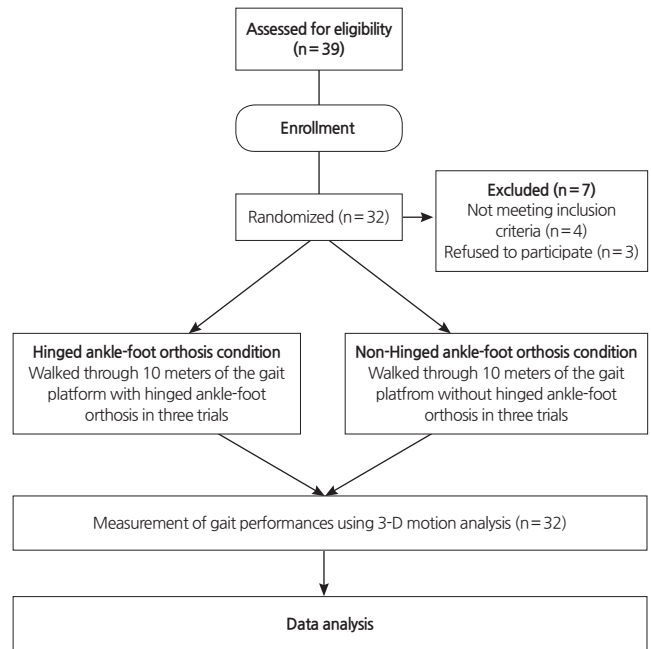 Assessed for eligibility
(n=39)
Enrollment
Randomized (n=32)
Excluded (n=7)
Not meeting inclusion
criteria (n=4)
Refused to participate (n=3)
Hinged ankle-foot orthosis condition
Walked through 10 meters of the gait
platform with hinged ankle-foot
orthosis in three trials
Non-Hinged ankle-foot orthosis condition
Walked through 10 meters of the gait
platfrom without hinged ankle-foot
orthosis in three trials
Measurement of gait performances using 3-D motion analysis (n=32)
Data analysis